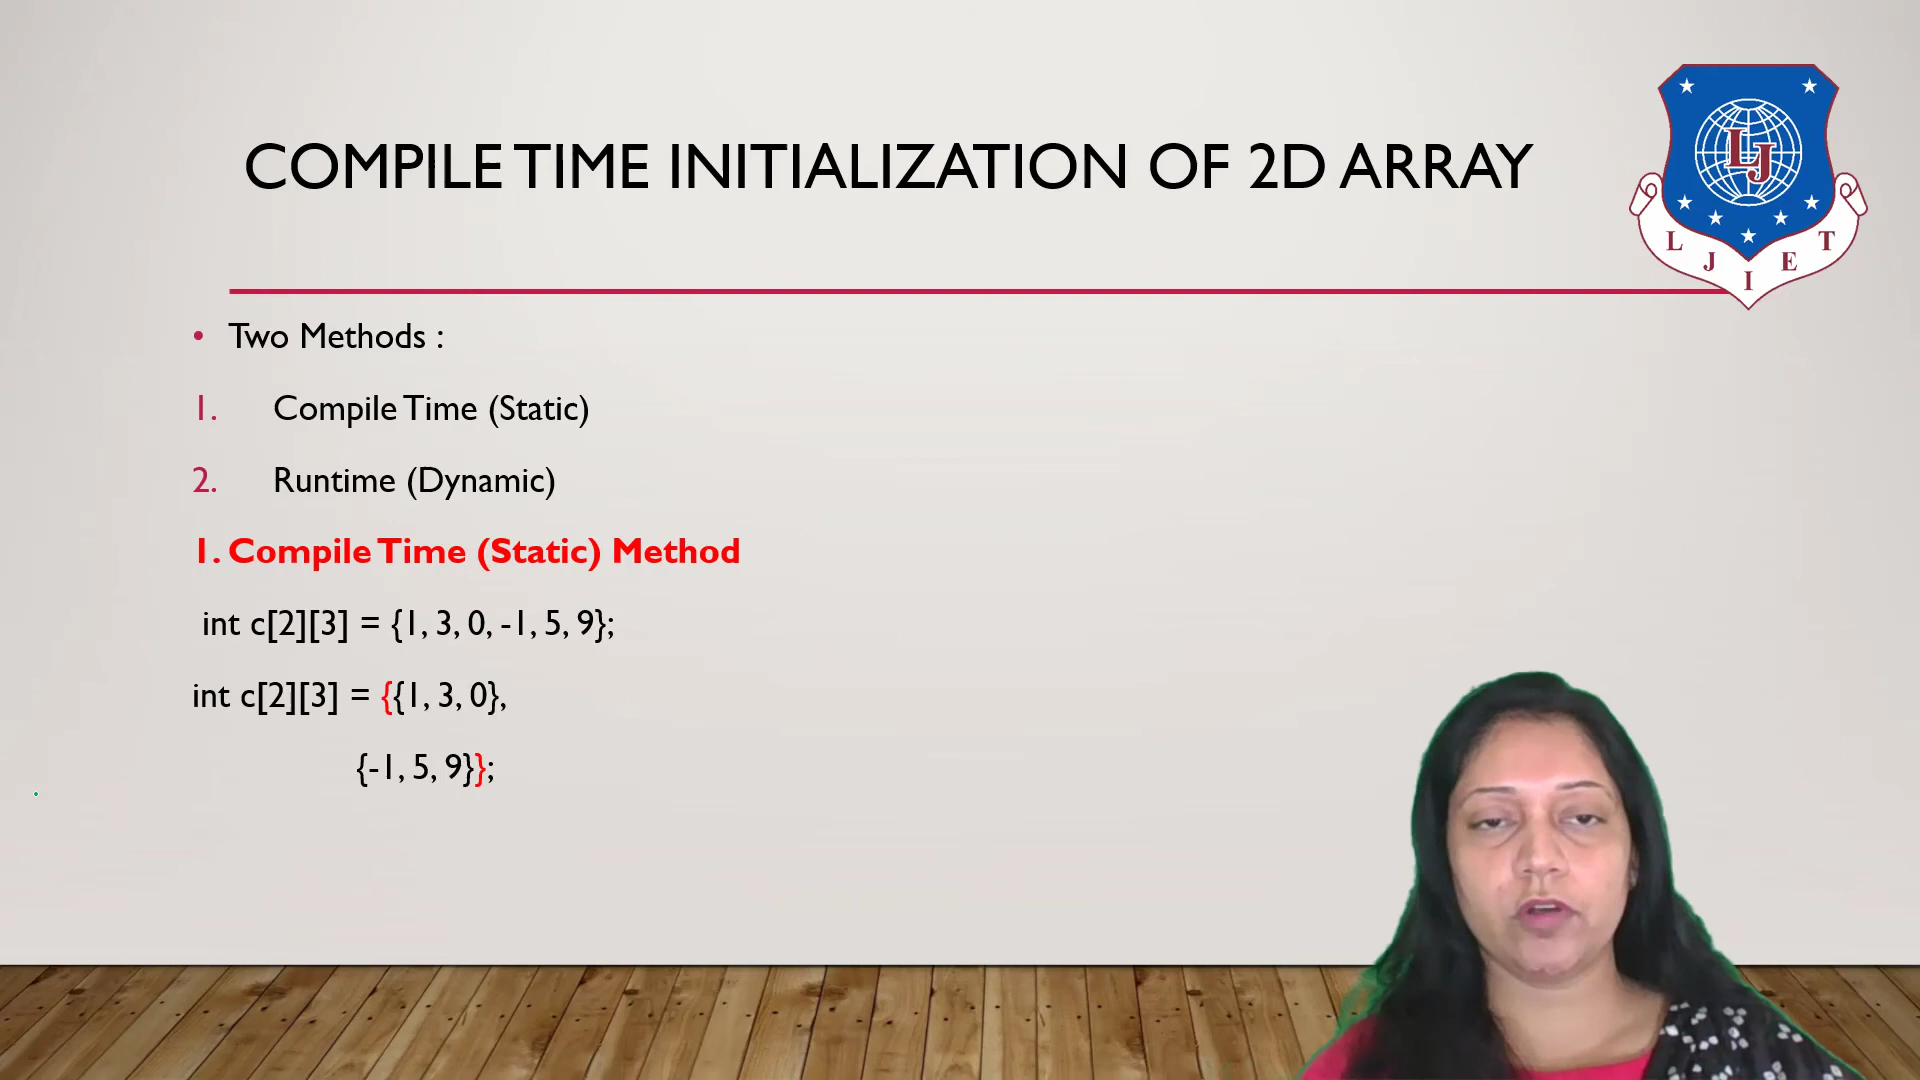 COMPILE TIME INITIALIZATION OF 2D ARRAY
LJ
L J I E T
• Two Methods :
1. Compile Time (Static)
2. Runtime (Dynamic)
1. Compile Time (Static) Method
int c[2][3] = {1, 3, 0, -1, 5, 9};
int c[2][3] = {{1, 3, 0},
{-1, 5, 9}};